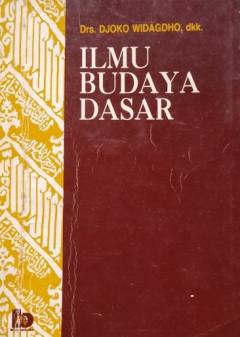 Drs. DJOKO WIDAGDHO, dkk.
ILMU
BUDAYA
DASAR